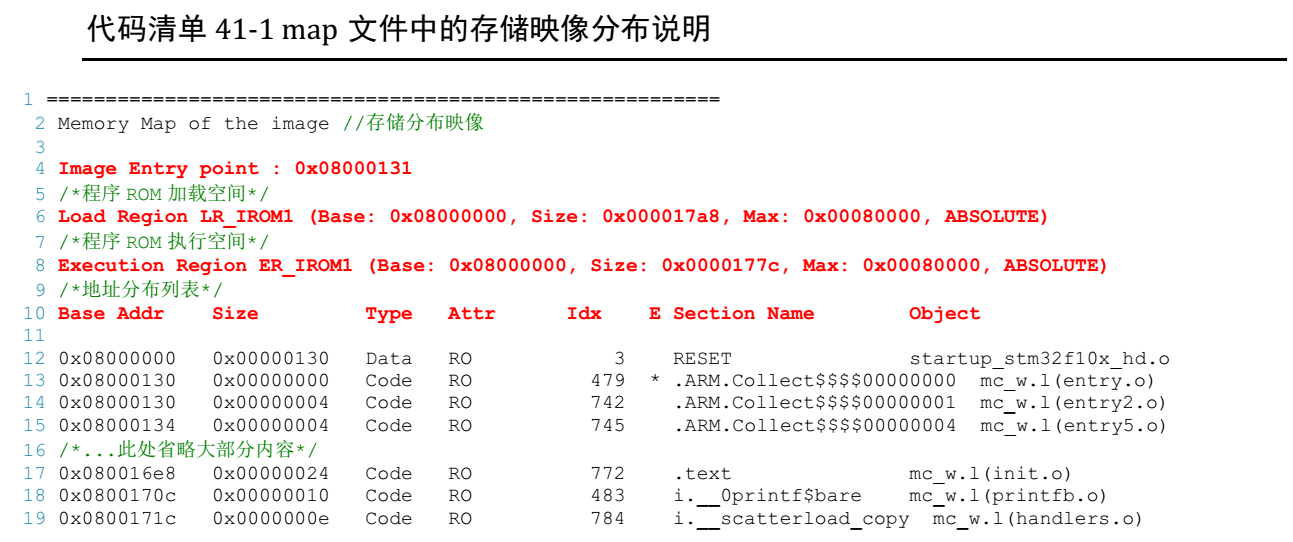 代码清单 41-1 map 文件中的存储映像分布说明
1 =========================================================
2 Memory Map of the image //存储分布映像
3
4 Image Entry point : 0x08000131
5 /*程序 ROM 加载空间*/
6 Load Region LR_IROM1 (Base: 0x08000000, Size: 0x000017a8, Max: 0x00080000, ABSOLUTE)
7 /*程序 ROM 执行空间*/
8 Execution Region ER_IROM1 (Base: 0x08000000, Size: 0x0000177c, Max: 0x00080000, ABSOLUTE)
9 /*地址分布列表*/
10 Base Addr Size Type Attr Idx E Section Name Object
11
12 0x08000000 0x00000130 Data RO 3 RESET startup_stm32f10x_hd.o
13 0x08000130 0x00000000 Code RO 479 * .ARM.Collect$$$$00000000 mc_w.l(entry.o)
14 0x08000130 0x00000004 Code RO 742 .ARM.Collect$$$$00000001 mc_w.l(entry2.o)
15 0x08000134 0x00000004 Code RO 745 .ARM.Collect$$$$00000004 mc_w.l(entry5.o)
16 /*...此处省略大部分内容*/
17 0x080016e8 0x00000024 Code RO 772 .text mc_w.l(init.o)
18 0x0800170c 0x00000010 Code RO 483 i.__0printf$bare mc_w.l(printfb.o)
19 0x0800171c 0x0000000e Code RO 784 i.__scatterload_copy mc_w.l(handlers.o)